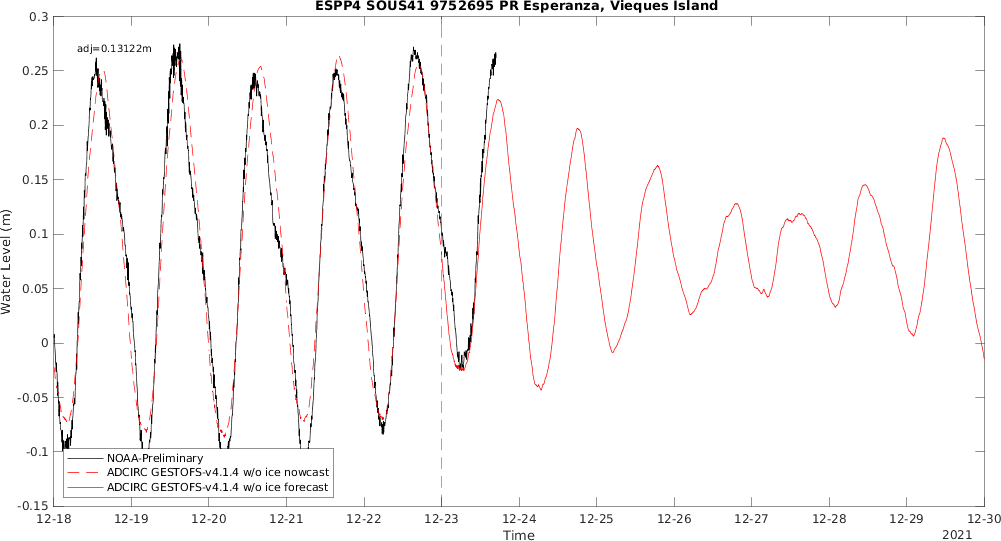 ESPP4 SOUS41 9752695 PR Esperanza, Vieques Island
0.3
adj=0.13122m
0.25
0.2
0.15
0.1
0.05
0
-0.05
-0.1
-0.15
Water Level (m)
NOAA-Preliminary
ADCIRC GESTOFS-v4.1.4 w/o ice nowcast
ADCIRC GESTOFS-v4.1.4 w/o ice forecast
12-18 12-19 12-20 12-21 12-22 12-23 12-24 12-25 12-26 12-27 12-28 12-29 12-30
Time
2021